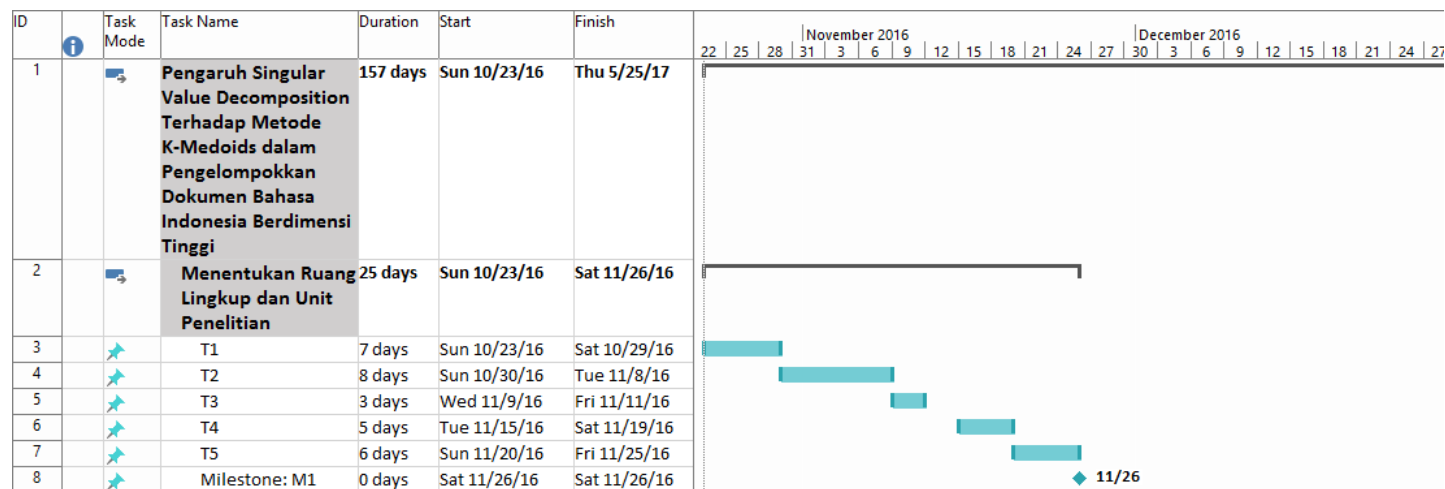 ID Task Mode Task Name Duration Start Finish
November 2016 December 2016
22 25 28 31 3 6 9 12 15 18 21 24 27 30 3 6 9 12 15 18 21 24 27
1 Pengaruh Singular 157 days Sun 10/23/16 Thu 5/25/17
Value Decomposition
Terhadap Metode
K-Medoids dalam
Pengelompokkan
Dokumen Bahasa
Indonesia Berdimensi
Tinggi
2 Menentukan Ruang 25 days Sun 10/23/16 Sat 11/26/16
Lingkup dan Unit
Penelitian
3 T1 7 days Sun 10/23/16 Sat 10/29/16
4 T2 8 days Sun 10/30/16 Tue 11/8/16
5 T3 3 days Wed 11/9/16 Fri 11/11/16
6 T4 5 days Tue 11/15/16 Sat 11/19/16
7 T5 6 days Sun 11/20/16 Fri 11/25/16
8 Milestone: M1 0 days Sat 11/26/16 Sat 11/26/16 11/26